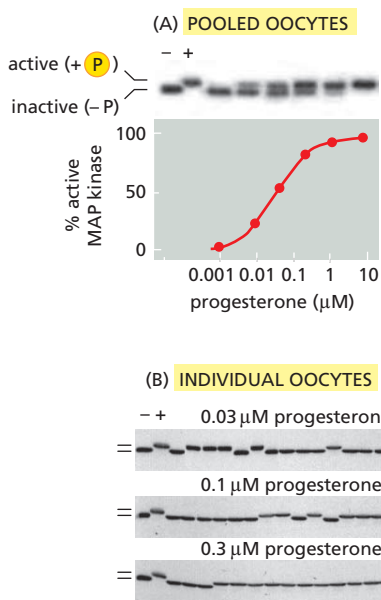 (A) POOLED OOCYTES
– +
active (+ P )
inactive (– P)
100
50
0
% active
MAP kinase
0.001 0.01 0.1 1 10
progesterone (μM)
(B) INDIVIDUAL OOCYTES
– + 0.03 μM progesteron
0.1 μM progesterone
0.3 μM progesterone